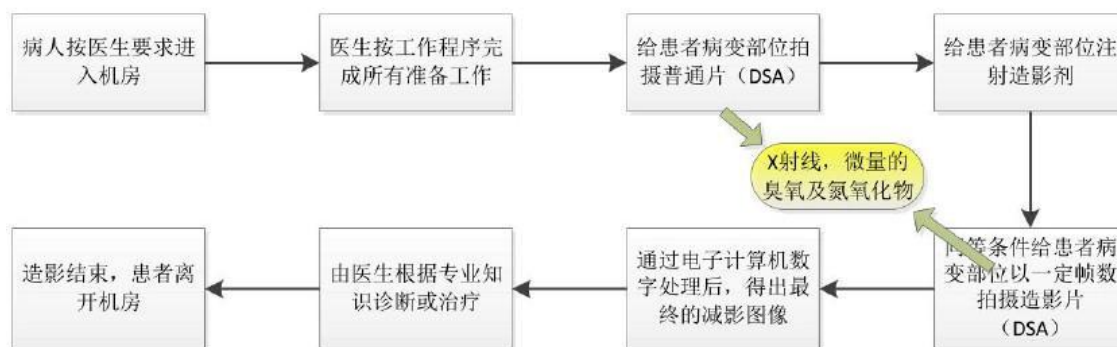 病人按医生要求进
入机房
医生按工作程序完
成所有准备工作
给患者病变部位拍
摄普通片（DSA）
给患者病变部位注
射造影剂
X射线，微量的
臭氧及氮氧化物
同等条件给患者病
变部位以一定帧数
拍摄造影片
（DSA）
通过电子计算机数
字处理后，得出最
终的减影图像
由医生根据专业知
识诊断或治疗
造影结束，患者离
开机房